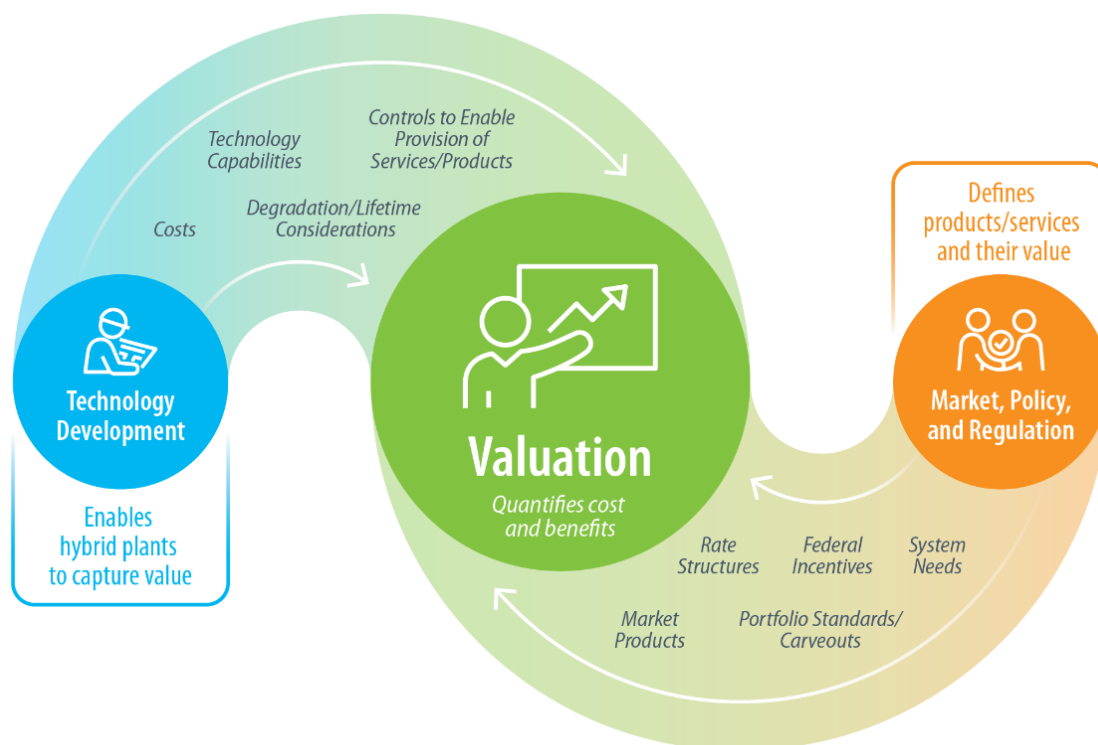 Technology
Capabilities
Controls to Enable
Provision of
Services/Products
Costs
Degradation/Lifetime
Considerations
Technology
Development
Enables
hybrid plants
to capture value
Valuation
Quantifies cost
and benefits
Defines
products/services
and their value
Market, Policy,
and Regulation
Rate
Structures
Federal
Incentives
System
Needs
Market
Products
Portfolio Standards/
Carveouts